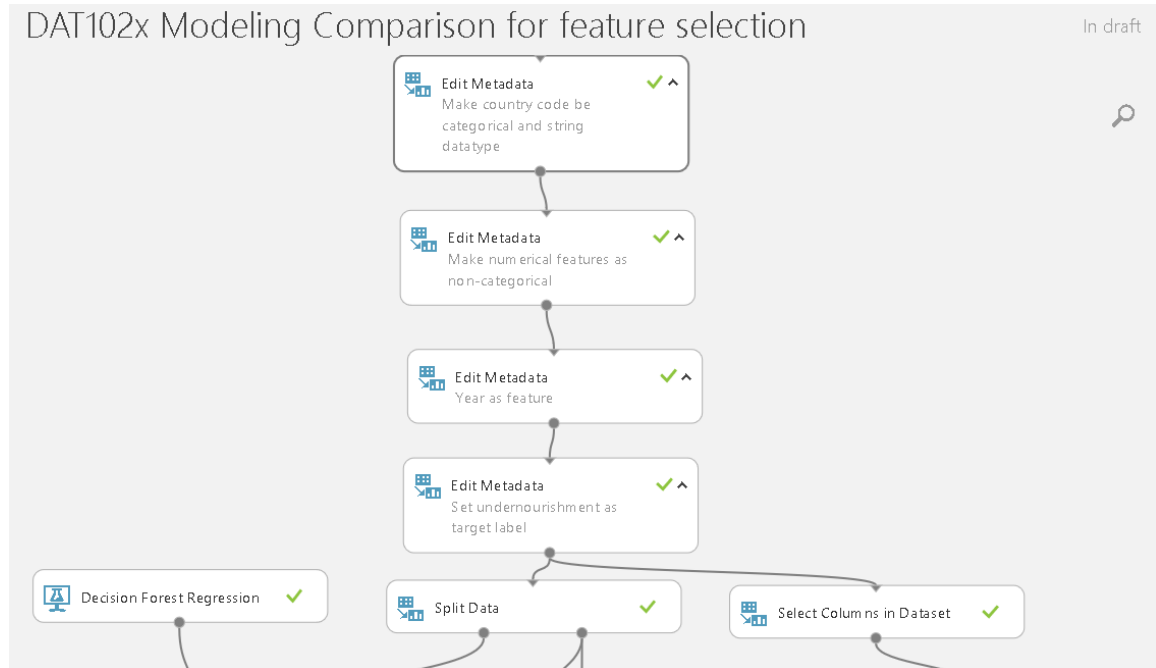 DAT102x Modeling Comparison for feature selection
In draft
Edit Metadata
Make country code be
categorical and string
datatype
Edit Metadata
Make numerical features as
non-categorical
Edit Metadata
Year as feature
Edit Metadata
Set undernourishment as
target label
Decision Forest Regression
Split Data
Select Columns in Dataset